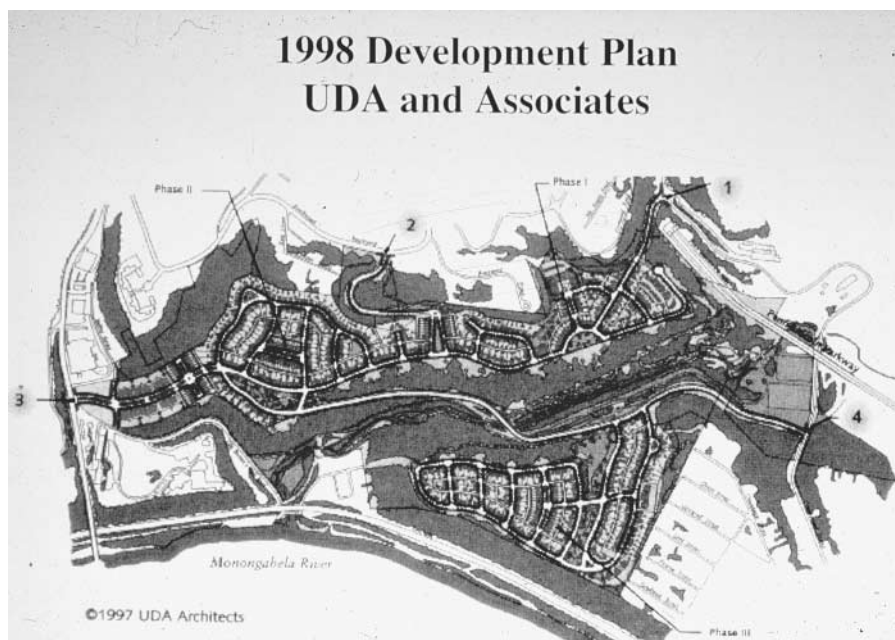 1998 Development Plan
UDA and Associates
Phase II
Phase I
1
2
Parkway
3
4
Monongahela River
©1997 UDA Architects
Phase III